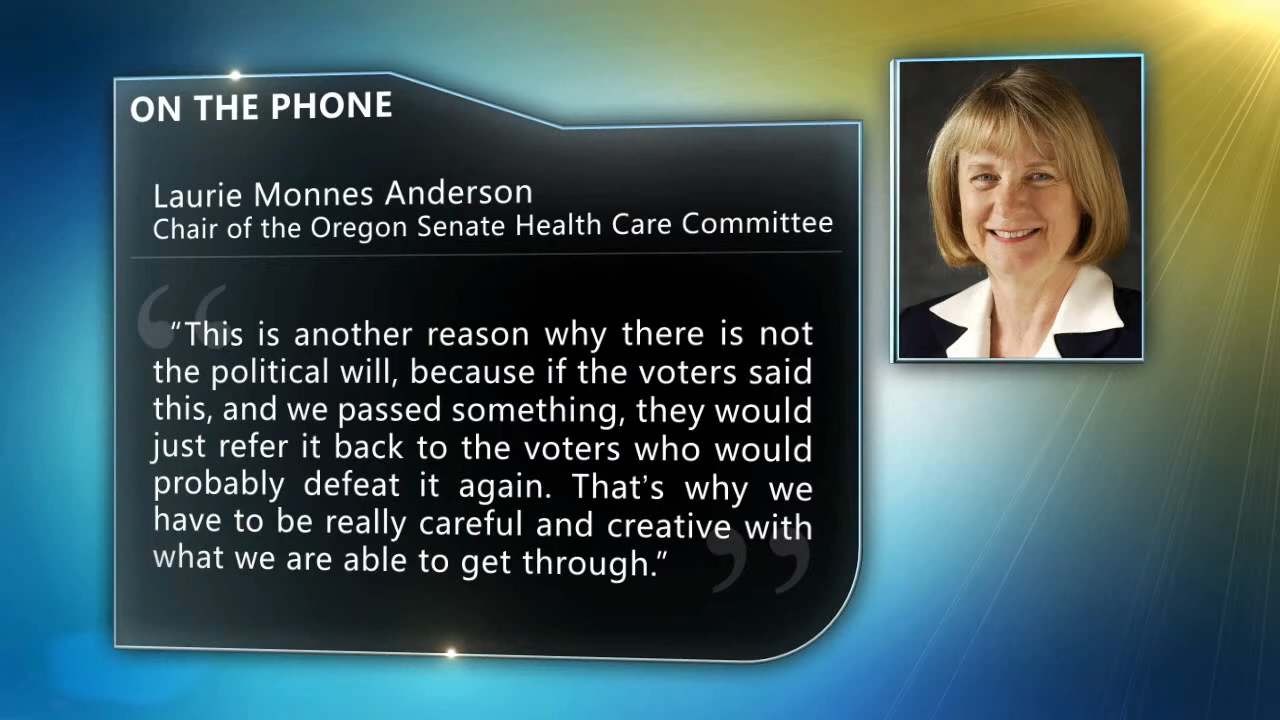 ON THE PHONE
Laurie Monnes Anderson
Chair of the Oregon Senate Health Care Committee
“This is another reason why there is not
the political will, because if the voters said
this, and we passed something, they would
just refer it back to the voters who would
probably defeat it again. That’s why we
have to be really careful and creative with
what we are able to get through.”